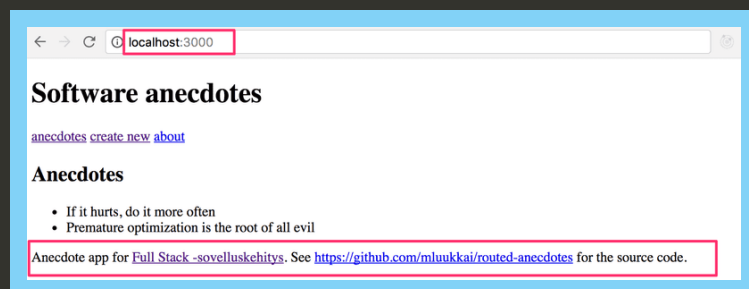 localhost:3000
Software anecdotes
anecdotes create new about
Anecdotes
• If it hurts, do it more often
• Premature optimization is the root of all evil
Anecdote app for Full Stack -sovelluskehitys. See https://github.com/mluukkai/routed-anecdotes for the source code.